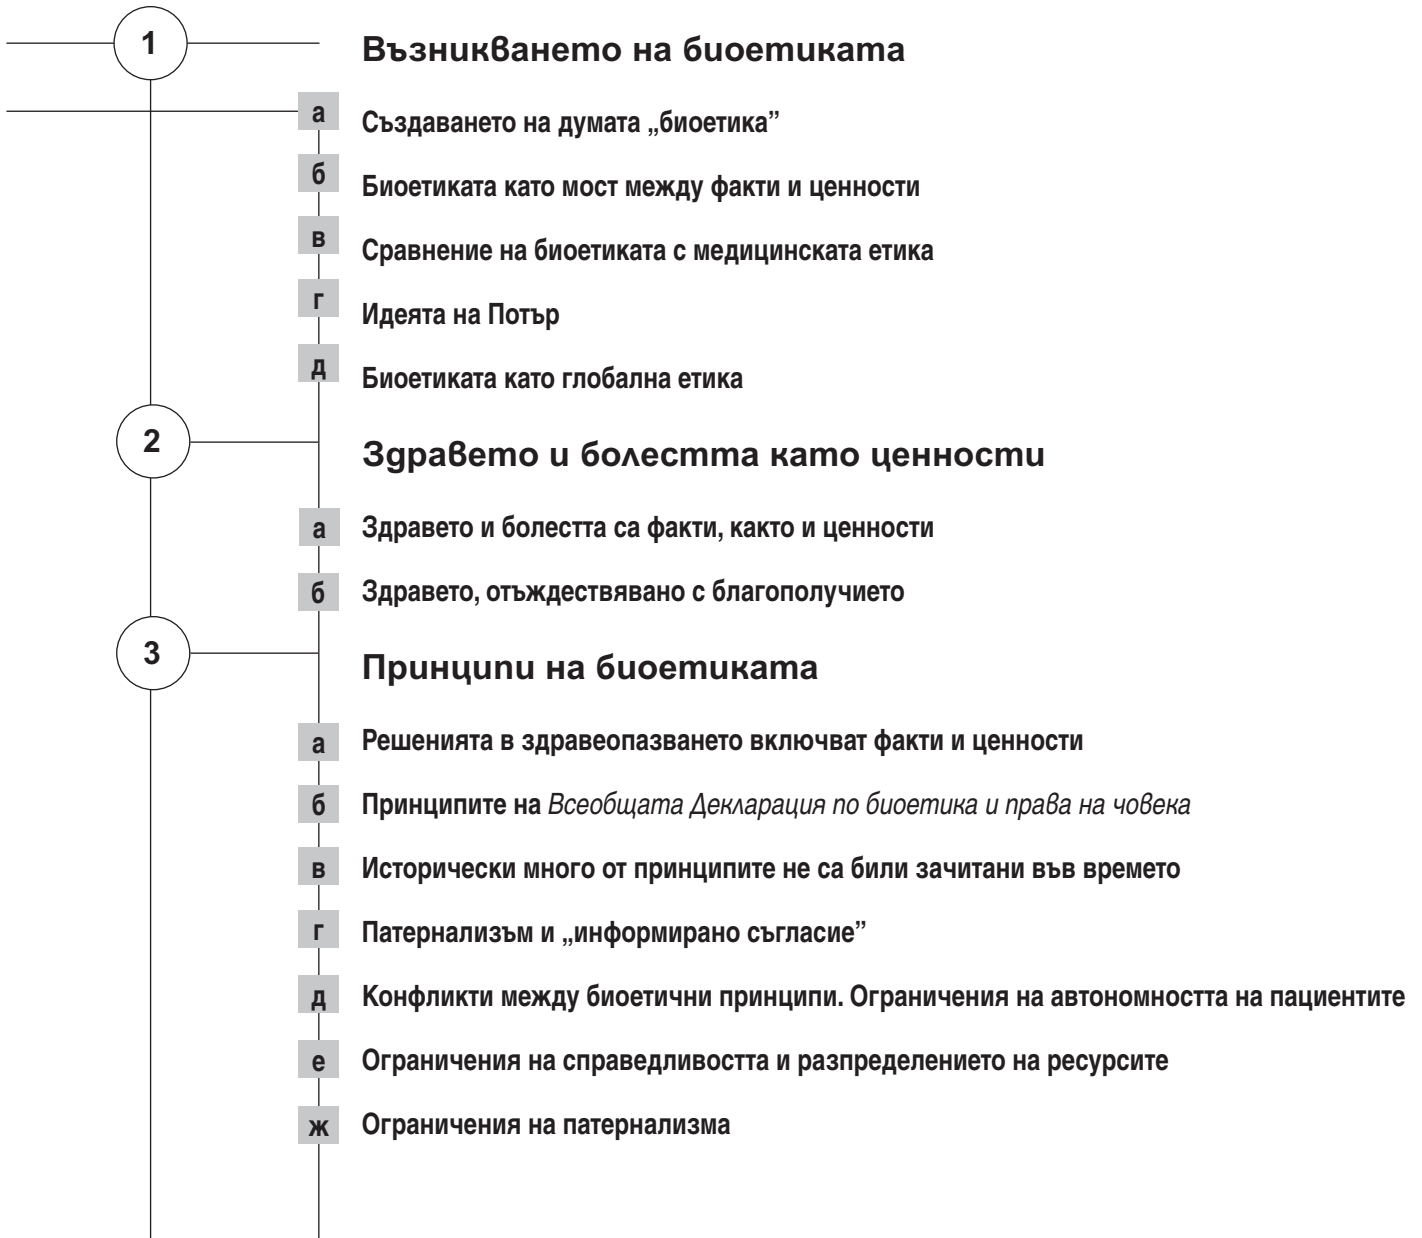 1 Възникването на биоетиката
а Създаването на думата „биоетика”
б Биоетиката като мост между факти и ценности
в Сравнение на биоетиката с медицинската етика
г Идеята на Потър
д Биоетиката като глобална етика
2 Здравето и болестта като ценности
а Здравето и болестта са факти, както и ценности
б Здравето, отъждествявано с благополучието
3 Принципи на биоетиката
а Решенията в здравеопазването включват факти и ценности
б Принципите на Всеобщата Декларация по биоетика и права на човека
в Исторически много от принципите не са били зачитани във времето
г Патернализъм и „информирано съгласие”
д Конфликти между биоетични принципи. Ограничения на автономността на пациентите
е Ограничения на справедливостта и разпределението на ресурсите
ж Ограничения на патернализма